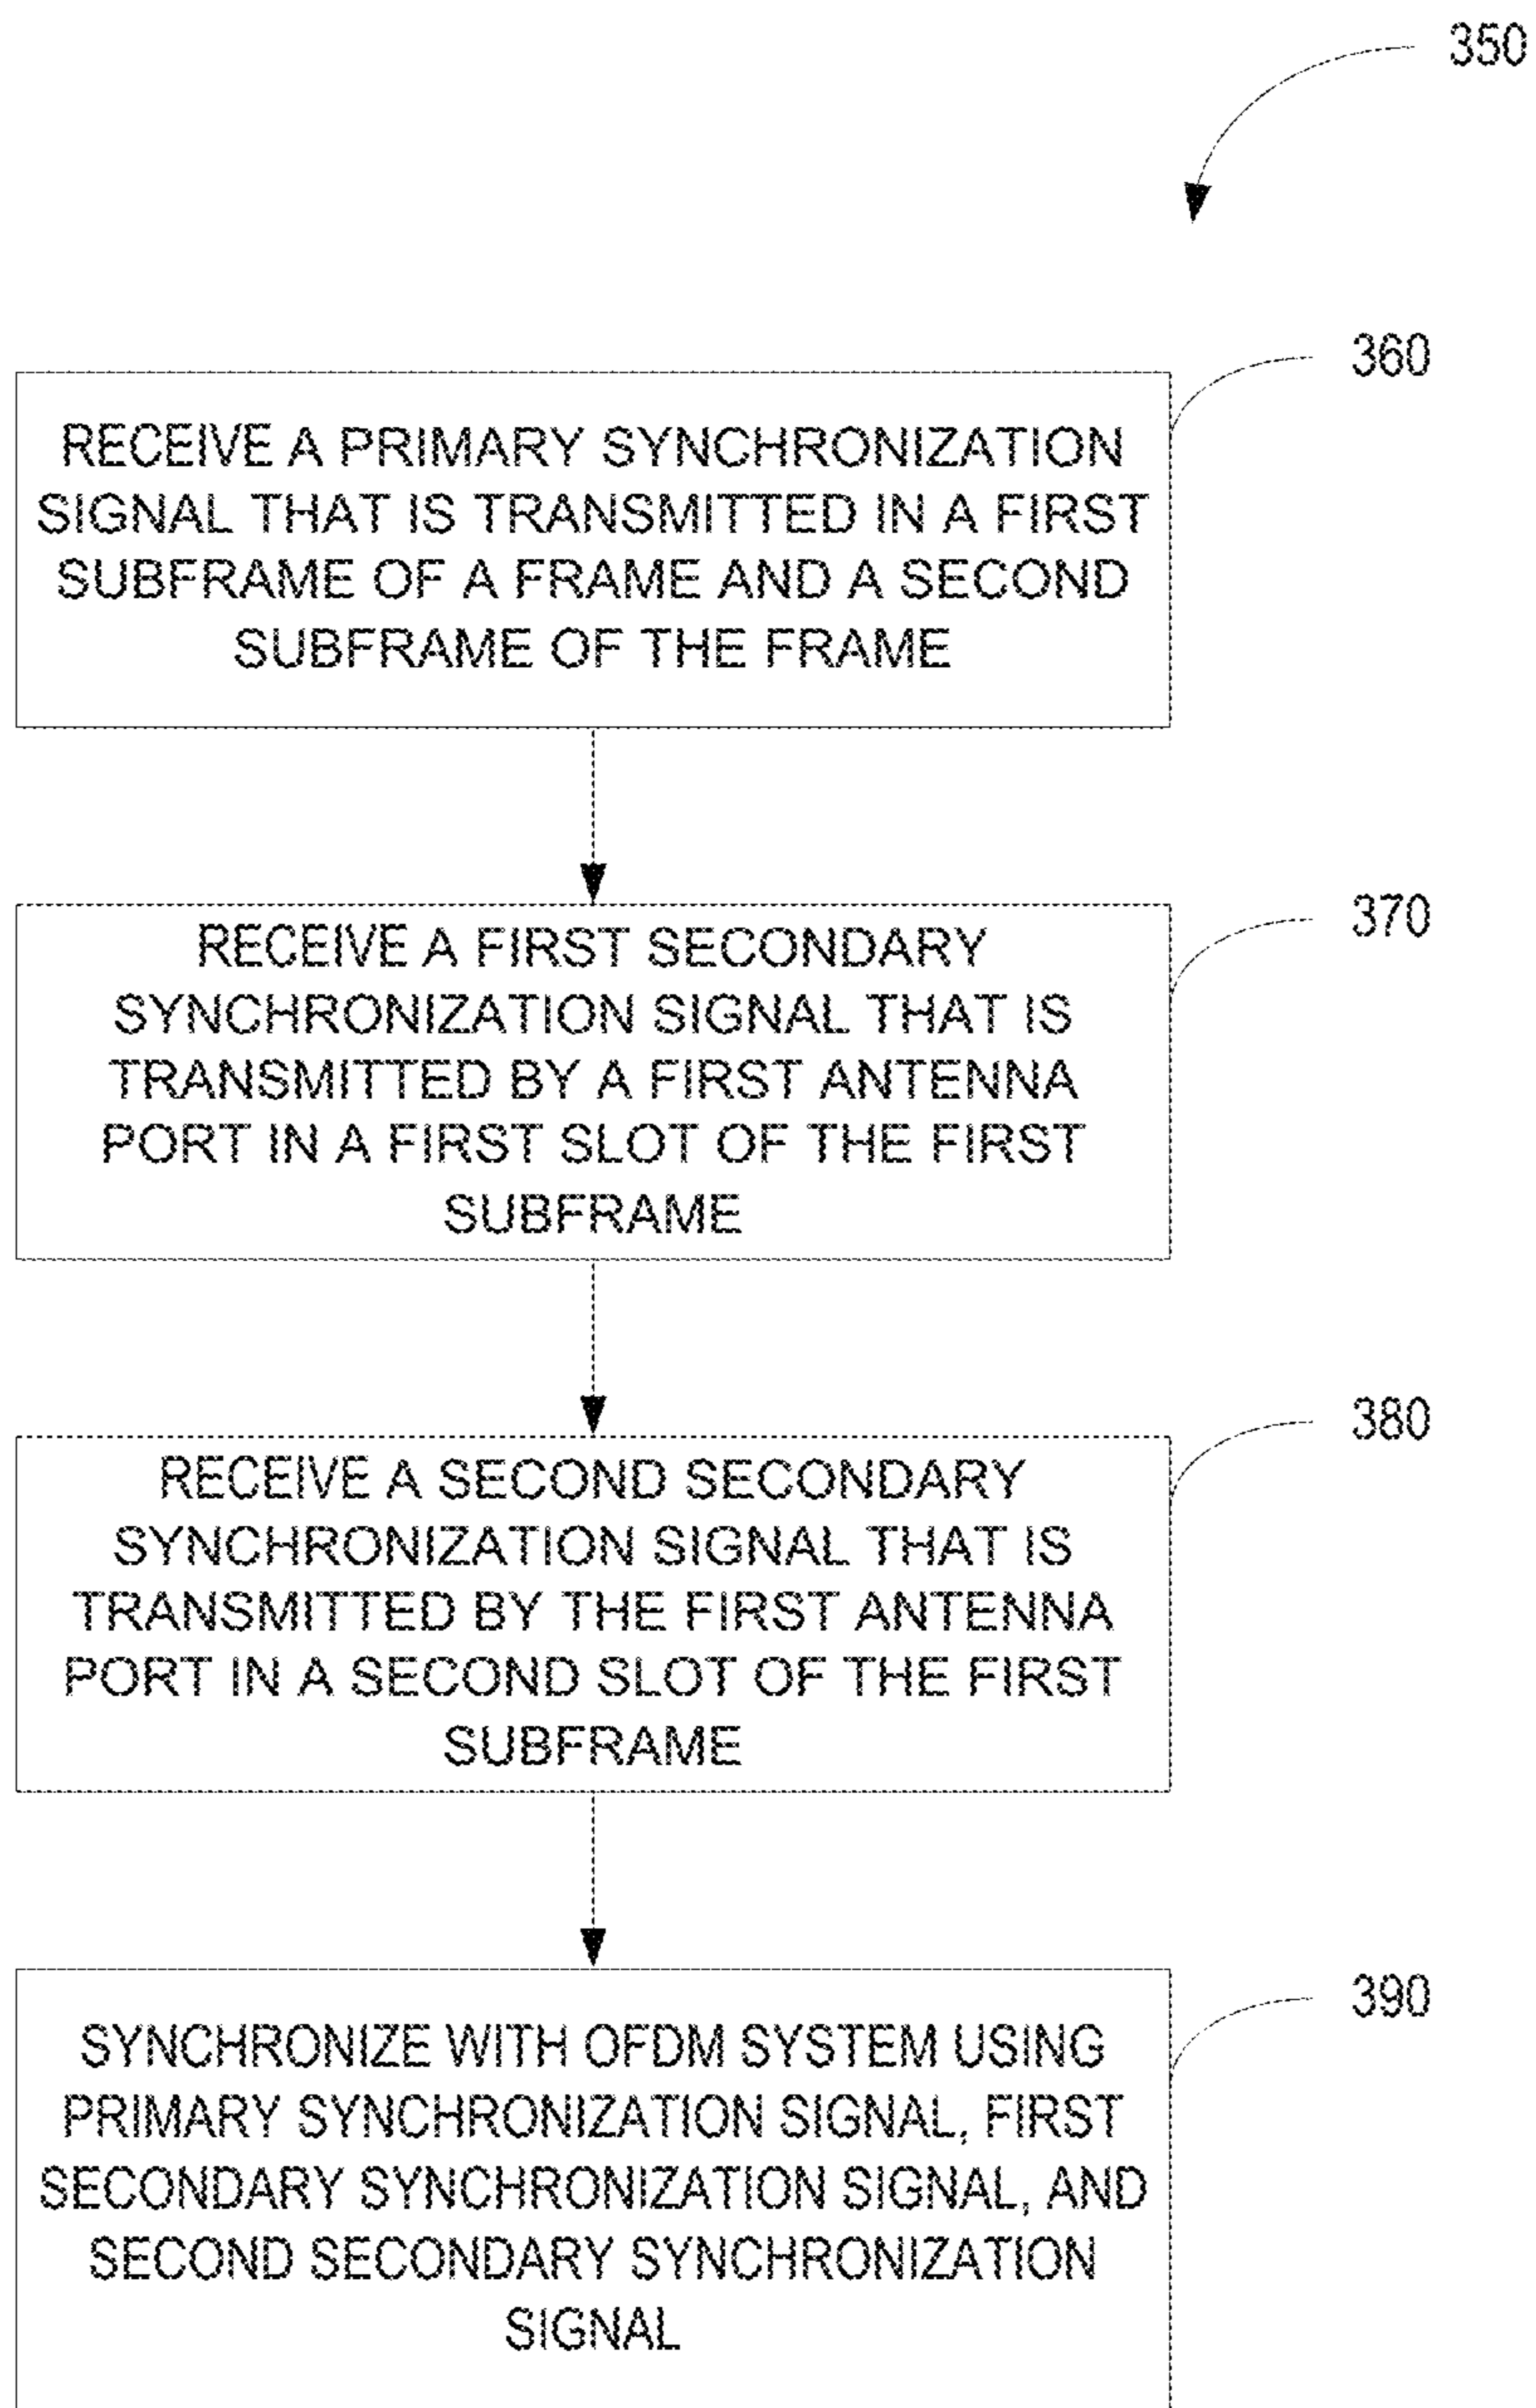 350
360
RECEIVE A PRIMARY SYNCHRONIZATION
SIGNAL THAT IS TRANSMITTED IN A FIRST
SUBFRAME OF A FRAME AND A SECOND
SUBFRAME OF THE FRAME
370
RECEIVE A FIRST SECONDARY
SYNCHRONIZATION SIGNAL THAT IS
TRANSMITTED BY A FIRST ANTENNA
PORT IN A FIRST SLOT OF THE FIRST
SUBFRAME
380
RECEIVE A SECOND SECONDARY
SYNCHRONIZATION SIGNAL THAT IS
TRANSMITTED BY THE FIRST ANTENNA
PORT IN A SECOND SLOT OF THE FIRST
SUBFRAME
390
SYNCHRONIZE WITH OFDM SYSTEM USING
PRIMARY SYNCHRONIZATION SIGNAL, FIRST
SECONDARY SYNCHRONIZATION SIGNAL, AND
SECOND SECONDARY SYNCHRONIZATION
SIGNAL